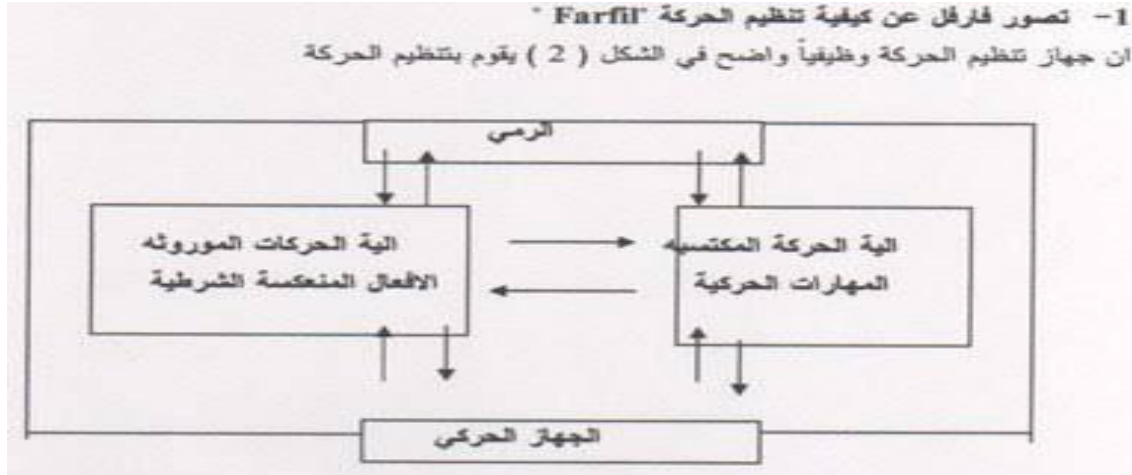 1- تصور فارفل عن كيفية تنظيم الحركة "Farfil"
ان جهاز تنظيم الحركة وظيفياً واضح في الشكل ( 2 ) يقوم بتنظيم الحركة
الرمي
الية الحركة المكتسبه
المهارات الحركية
الية الحركات الموروثه
الافعال المنعكسة الشرطية
الجهاز الحركي